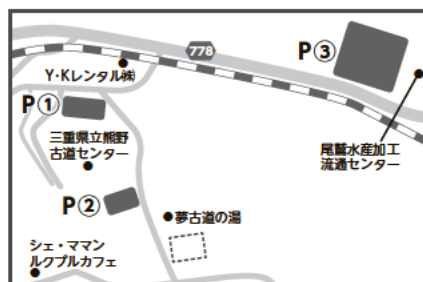 778
P③
Y・Kレンタル㈱
P①
三重県立熊野
古道センター
尾鷲水産加工
流通センター
P②
夢古道の湯
シェ・ママン
ルクプルカフェ